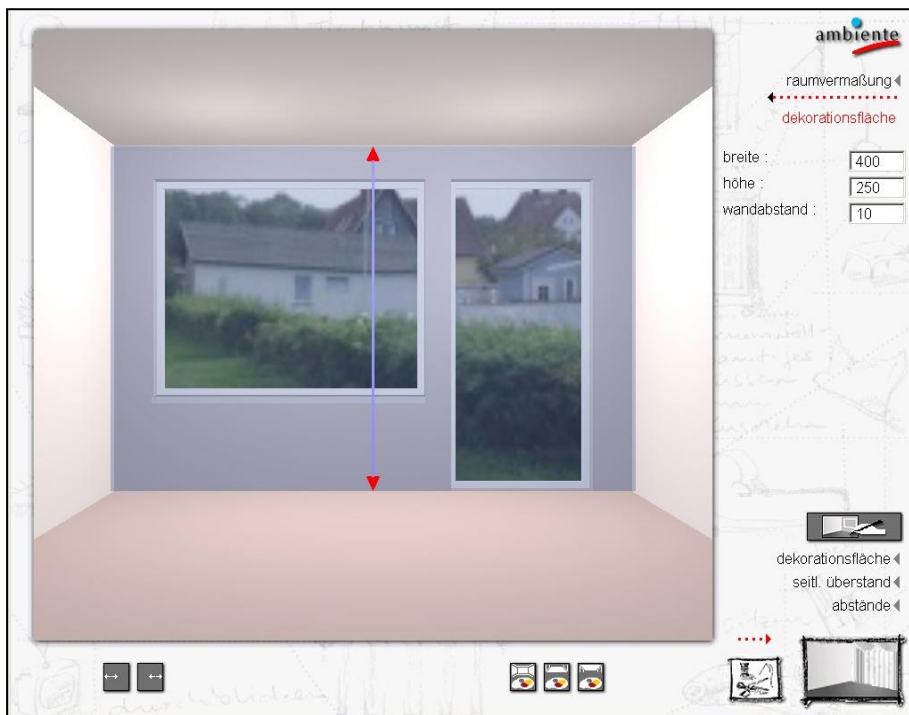 ambiente
raumvermaßung
dekorationsfläche
breite : 400
höhe : 250
wandabstand : 10
dekorationsfläche
seitl. überstand
abstände